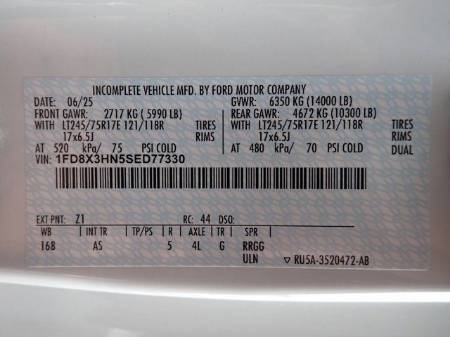 INCOMPLETE VEHICLE MFD. BY FORD MOTOR COMPANY
DATE: 06/25 GVWR: 6350 KG (14000 LB)
FRONT GAWR: 2717 KG ( 5990 LB) REAR GAWR: 4672 KG (10300 LB)
WITH LT245/75R17E 121/118R TIRES WITH LT245/75R17E 121/118R TIRES
17x6.5J RIMS 17x6.5J RIMS
AT 520 kPa/ 75 PSI COLD AT 480 kPa/ 70 PSI COLD DUAL
VIN: 1FD8X3HN5SED77330
EXT PNT: Z1 RC: 44 DSO:
WB INT TR TP/PS R AXLE TR SPR
168 AS 5 4L G RRGG
ULN ▽ RU5A-3520472-AB